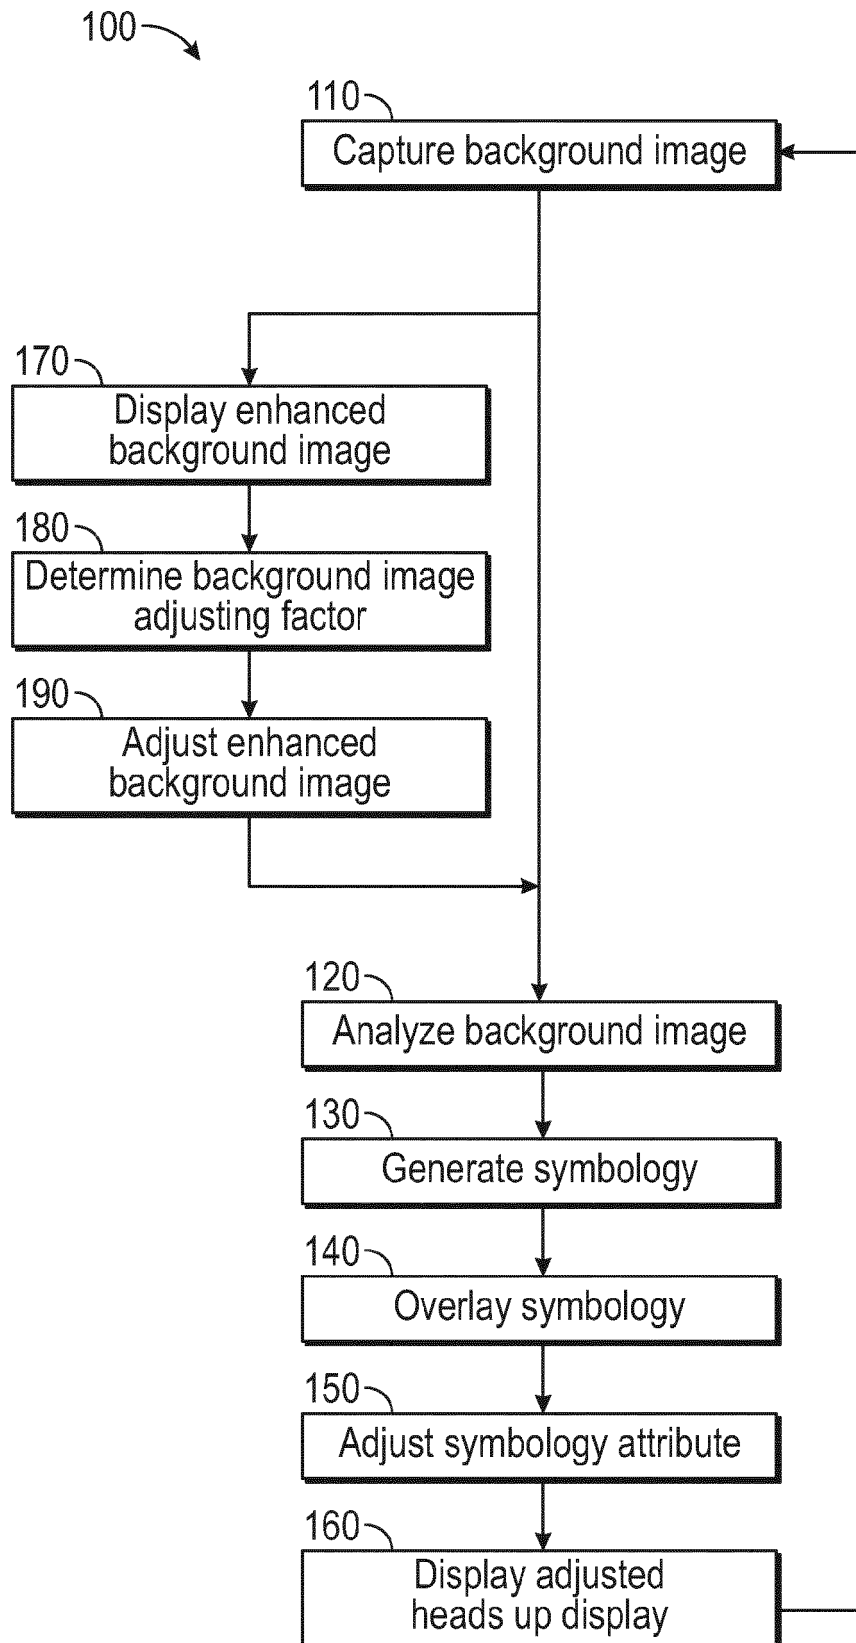 100
110
Capture background image
170
Display enhanced
background image
180
Determine background image
adjusting factor
190
Adjust enhanced
background image
120
Analyze background image
130
Generate symbology
140
Overlay symbology
150
Adjust symbology attribute
160
Display adjusted
heads up display